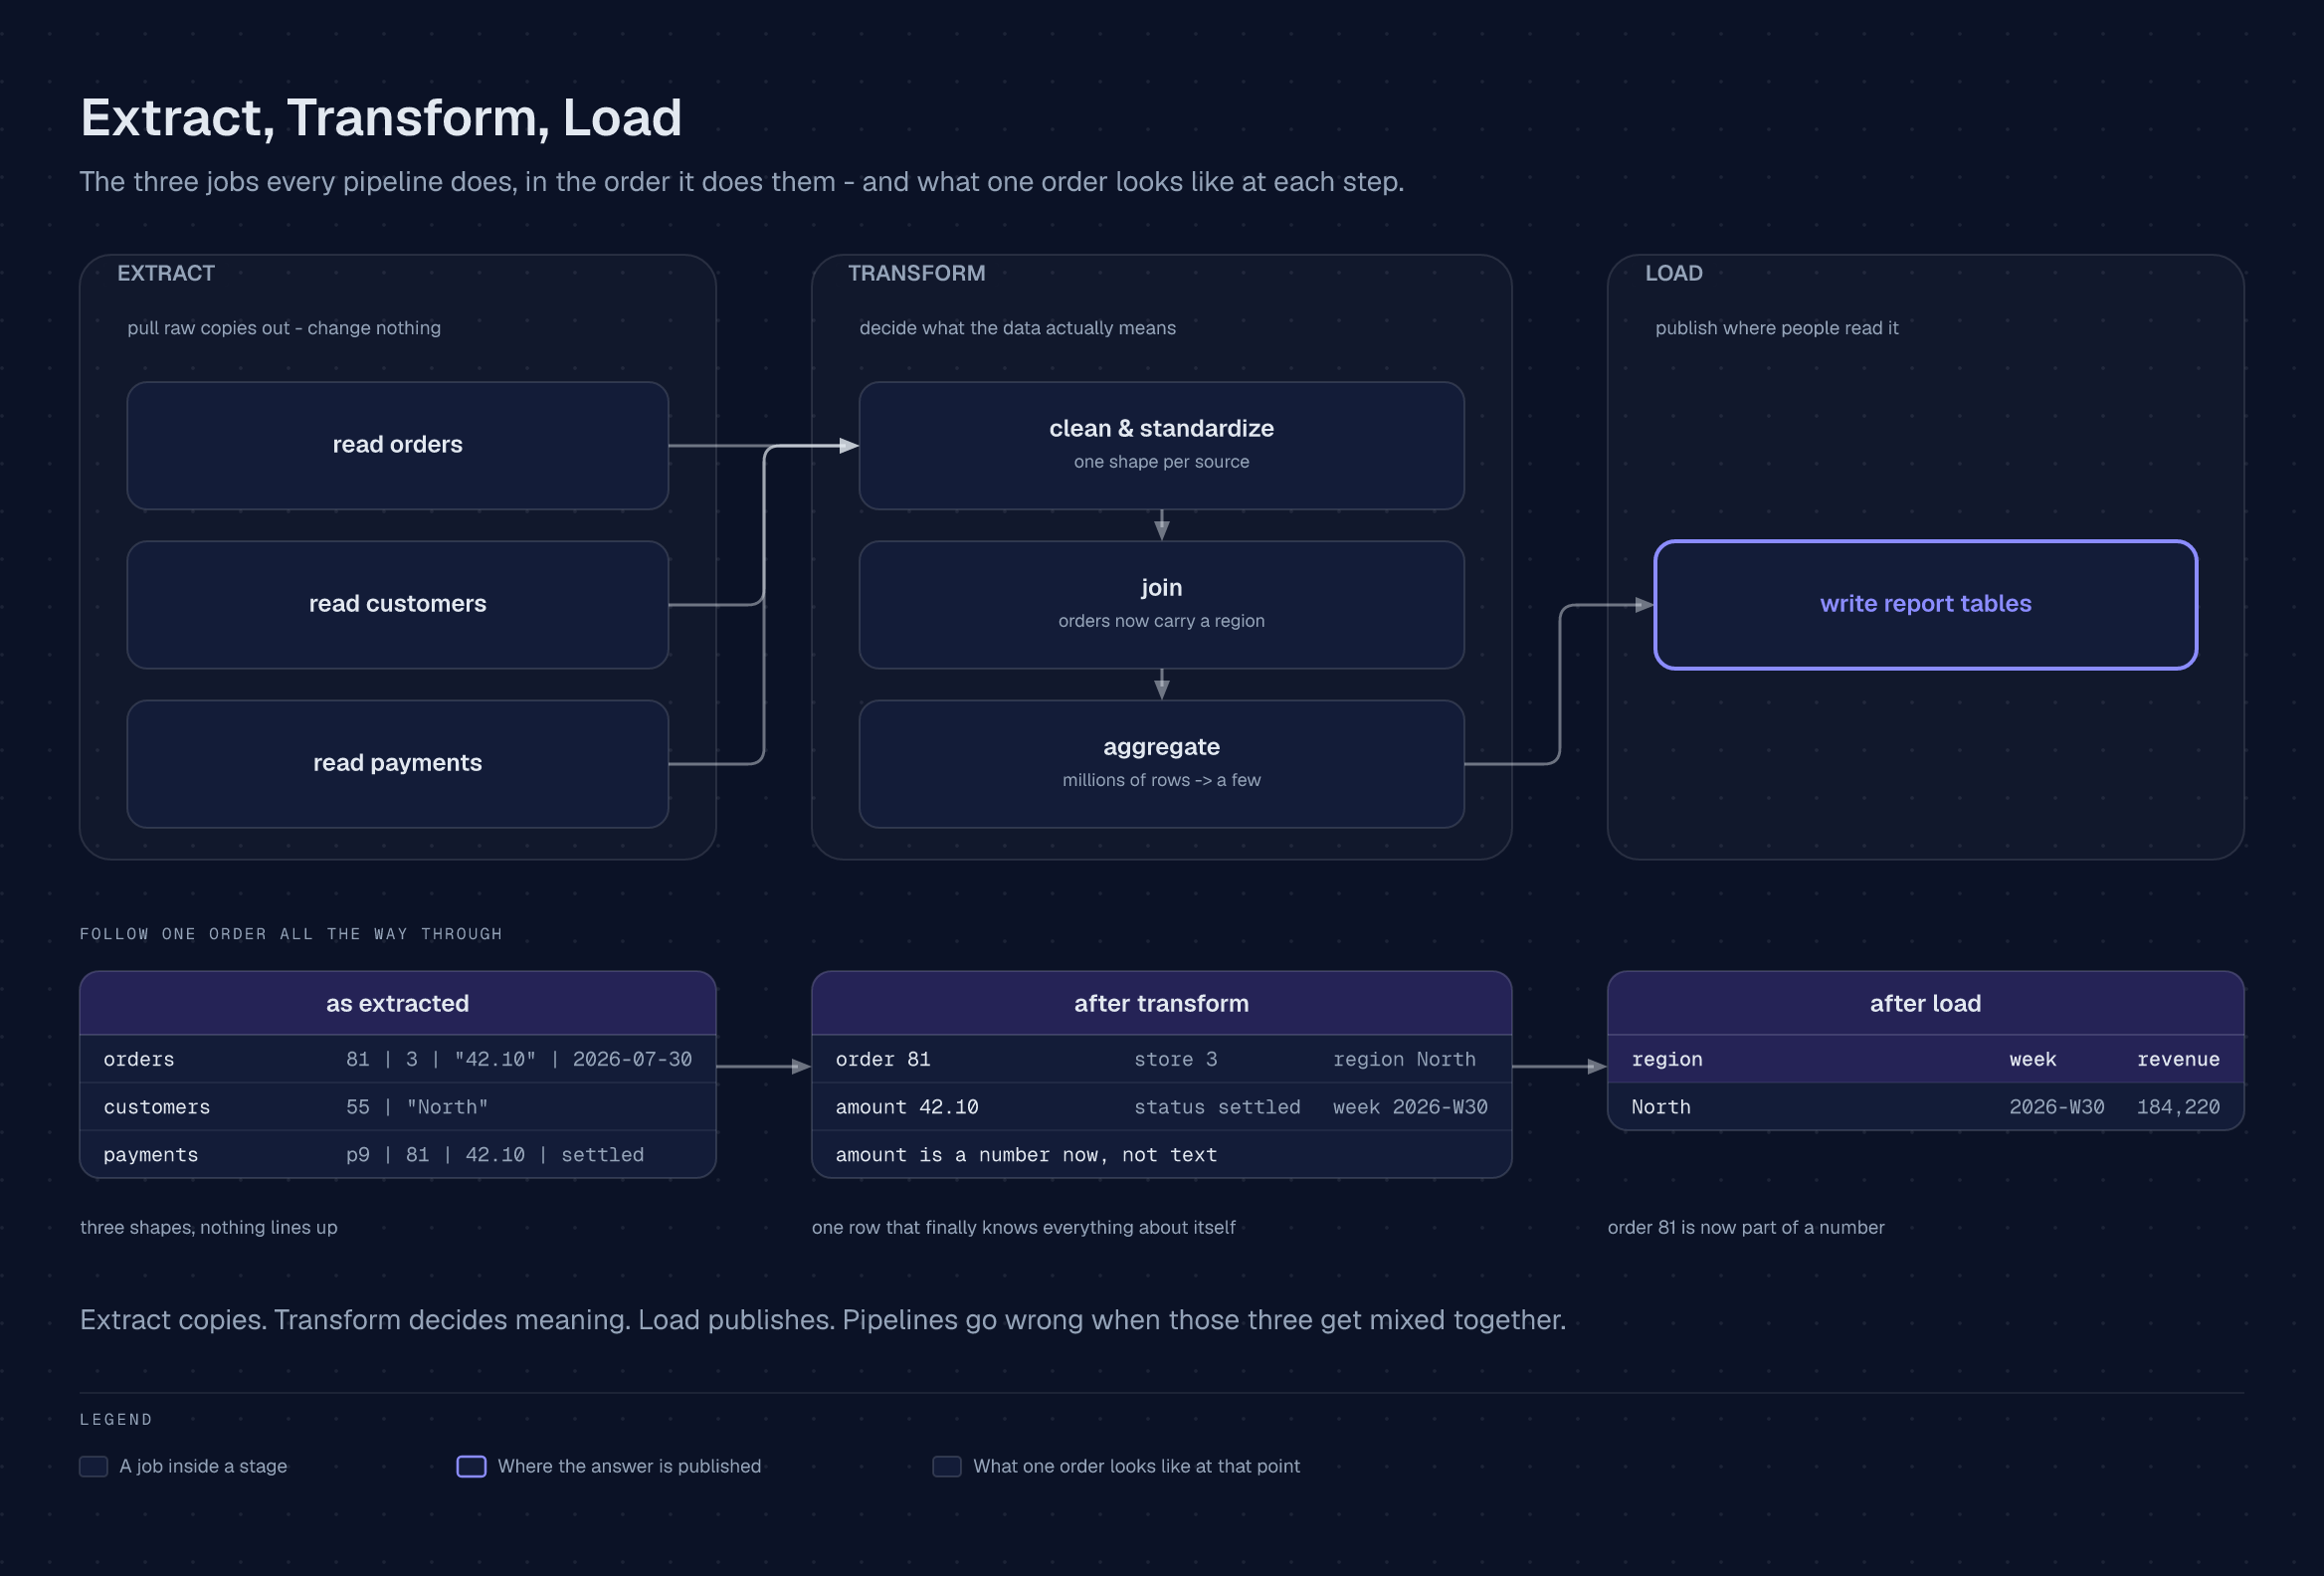 Extract, Transform, Load
The three jobs every pipeline does, in the order it does them - and what one order looks like at each step.
EXTRACT
pull raw copies out - change nothing
read orders
read customers
read payments
TRANSFORM
decide what the data actually means
clean & standardize
one shape per source
join
orders now carry a region
aggregate
millions of rows -> a few
LOAD
publish where people read it
write report tables
FOLLOW ONE ORDER ALL THE WAY THROUGH
as extracted
orders 81 | 3 | "42.10" | 2026-07-30
customers 55 | "North"
payments p9 | 81 | 42.10 | settled
three shapes, nothing lines up
after transform
order 81 store 3 region North
amount 42.10 status settled week 2026-W30
amount is a number now, not text
one row that finally knows everything about itself
after load
region week revenue
North 2026-W30 184,220
order 81 is now part of a number
Extract copies. Transform decides meaning. Load publishes. Pipelines go wrong when those three get mixed together.
LEGEND
A job inside a stage
Where the answer is published
What one order looks like at that point